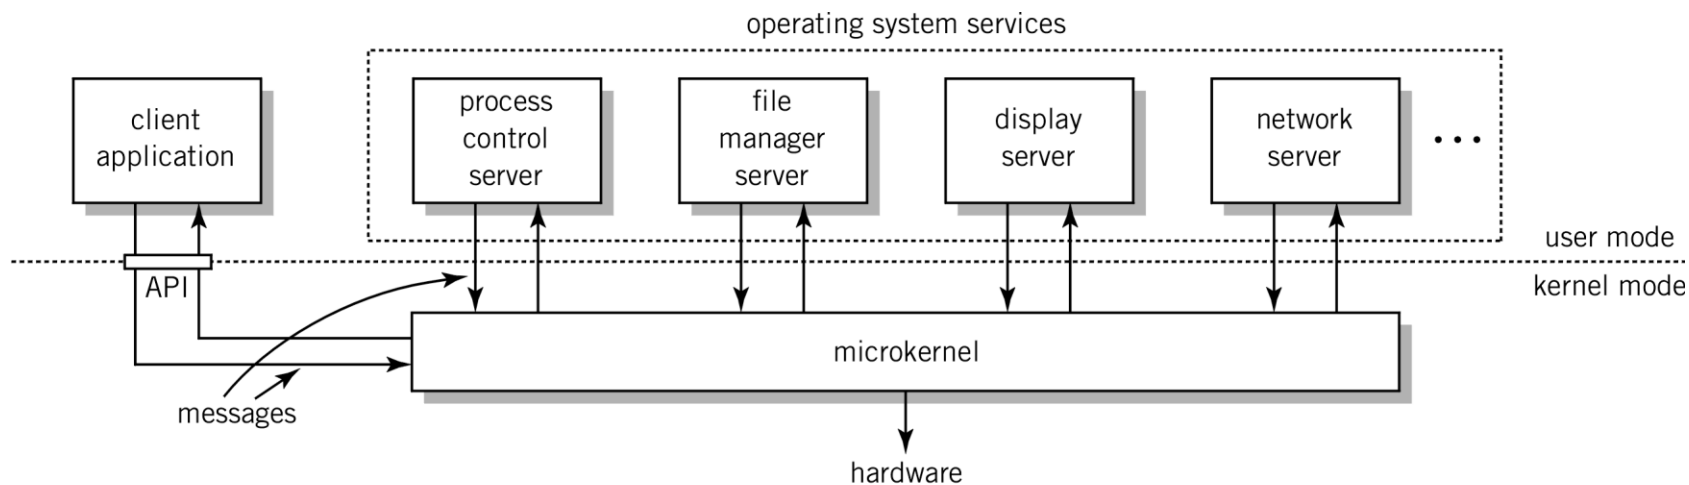 operating system services
client
application
process
control
server
file
manager
server
display
server
network
server
...
user mode
API
kernel mode
microkernel
messages
hardware